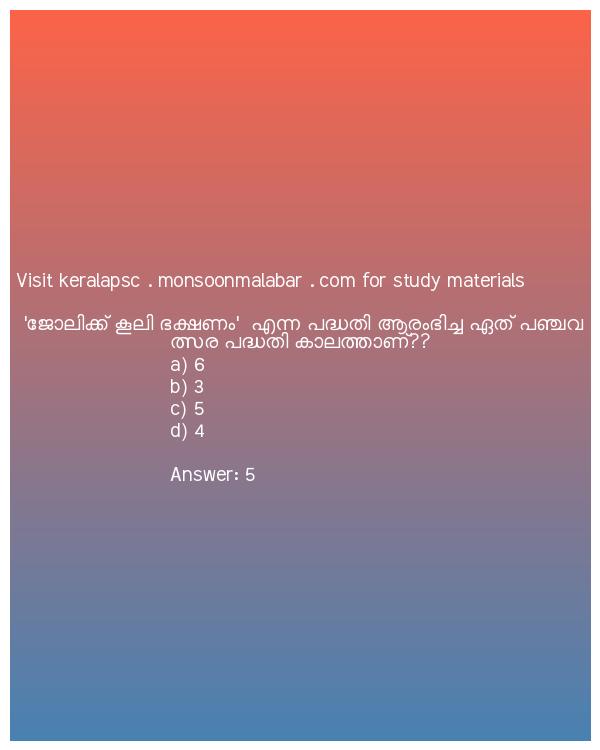 Visit keralapsc . monsoonmalabar . com for study materials
'ജോലിക്ക് കൂലി ഭക്ഷണം' എന്ന പദ്ധതി ആരംഭിച്ച ഏത് പഞ്ചവ
ത്സര പദ്ധതി കാലത്താണ്??
a) 6
b) 3
c) 5
d) 4
Answer: 5